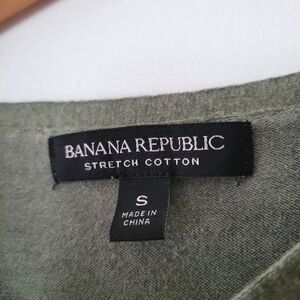 BANANA REPUBLIC
STRETCH COTTON
S
MADE IN
CHINA